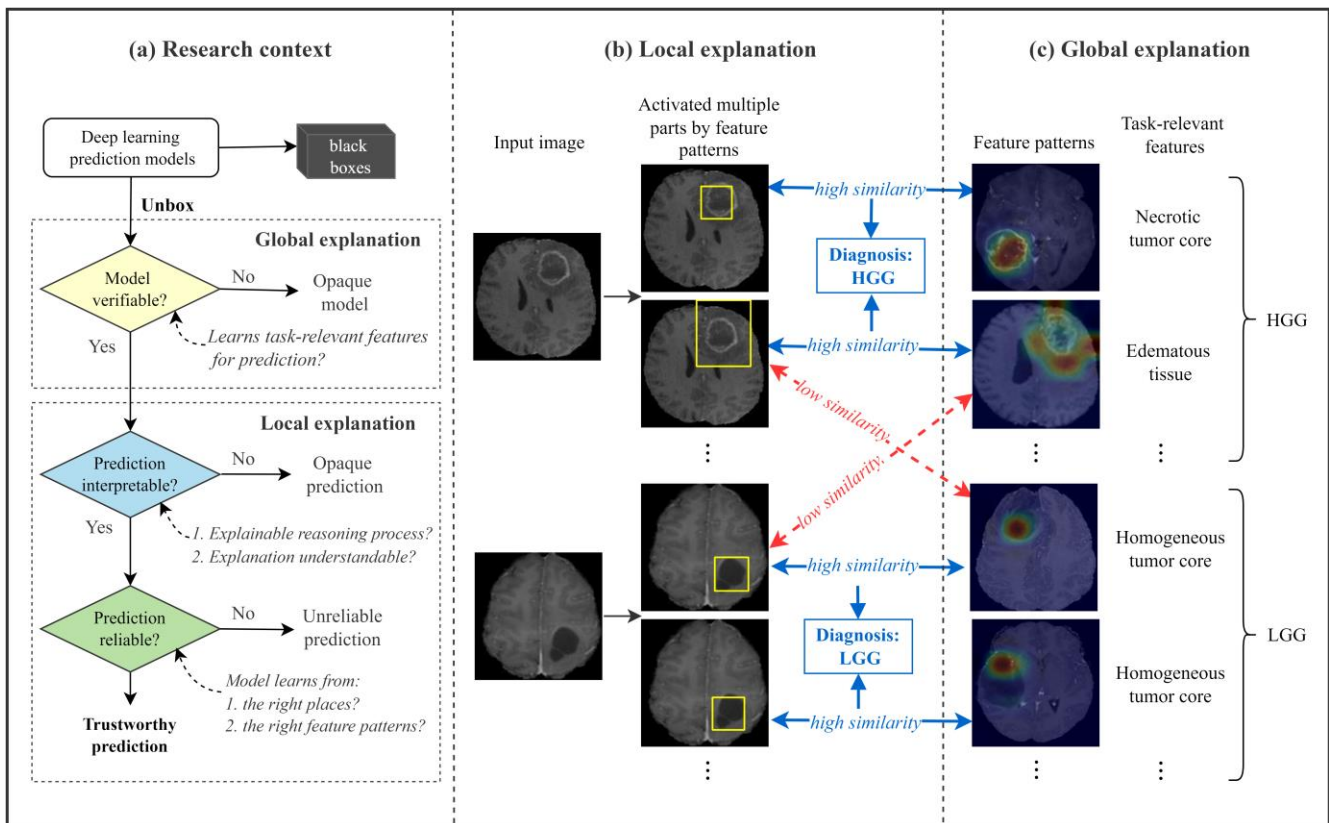 (a) Research context
Deep learning
prediction models
black
boxes
Unbox
Global explanation
Model
verifiable?
No
Opaque
model
Yes
Learns task-relevant features
for prediction?
Local explanation
Prediction
interpretable?
No
Opaque
prediction
Yes
1. Explainable reasoning process?
2. Explanation understandable?
Prediction
reliable?
No
Unreliable
prediction
Model learns from:
1. the right places?
2. the right feature patterns?
Trustworthy
prediction
(b) Local explanation
Input image
Activated multiple
parts by feature
patterns
high similarity
Diagnosis:
HGG
high similarity
low similarity
low similarity
high similarity
Diagnosis:
LGG
high similarity
(c) Global explanation
Feature patterns
Task-relevant
features
Necrotic
tumor core
Edematous
tissue
HGG
Homogeneous
tumor core
Homogeneous
tumor core
LGG